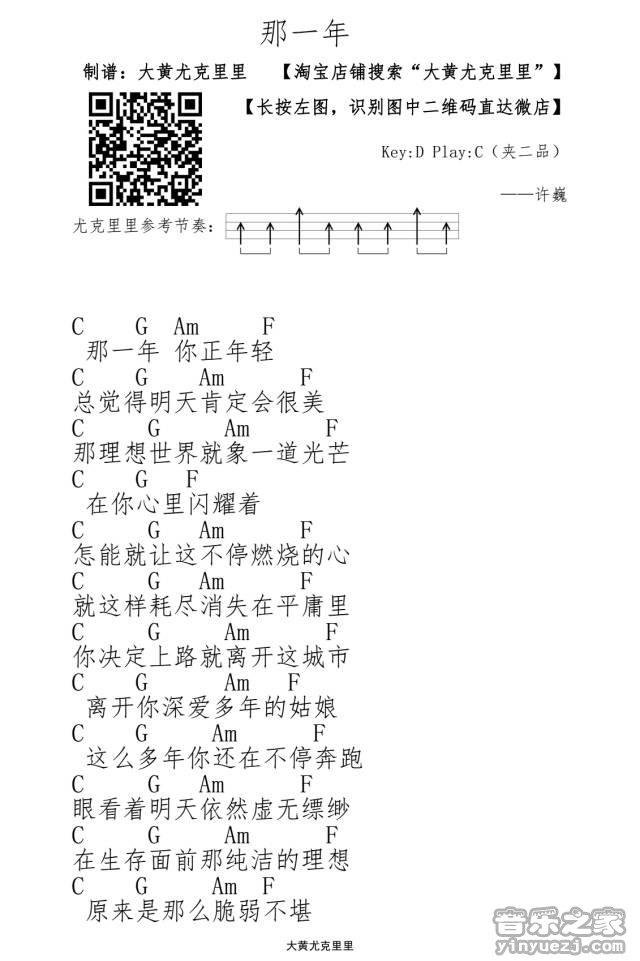 那一年
制谱：大黄尤克里里 【淘宝店铺搜索“大黄尤克里里”】
【长按左图，识别图中二维码直达微店】
Key:D Play:C（夹二品）
——许巍
尤克里里参考节奏：
C G Am F
那一年 你正年轻
C G Am F
总觉得明天肯定会很美
C G Am F
那理想世界就象一道光芒
C G F
在你心里闪耀着
C G Am F
怎能就让这不停燃烧的心
C G Am F
就这样耗尽消失在平庸里
C G Am F
你决定上路就离开这城市
C G Am F
离开你深爱多年的姑娘
C G Am F
这么多年你还在不停奔跑
C G Am F
眼看着明天依然虚无缥缈
C G Am F
在生存面前那纯洁的理想
C G Am F
原来是那么脆弱不堪
音乐之家
yinyuezj.com
大黄尤克里里